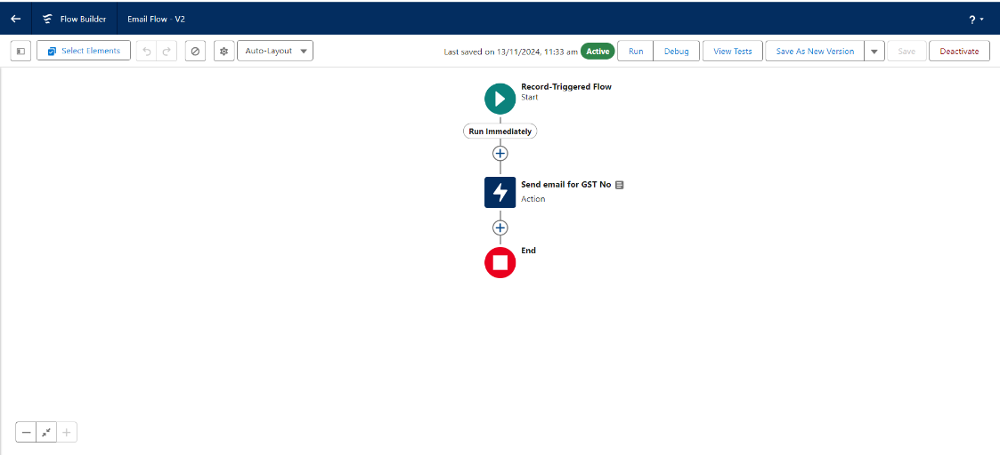 Flow Builder
Email Flow - V2
?
Select Elements
Auto-Layout
Last saved on 13/11/2024, 11:33 am
Active
Run
Debug
View Tests
Save As New Version
Save
Deactivate
Record-Triggered Flow
Start
Run Immediately
Send email for GST No
Action
End